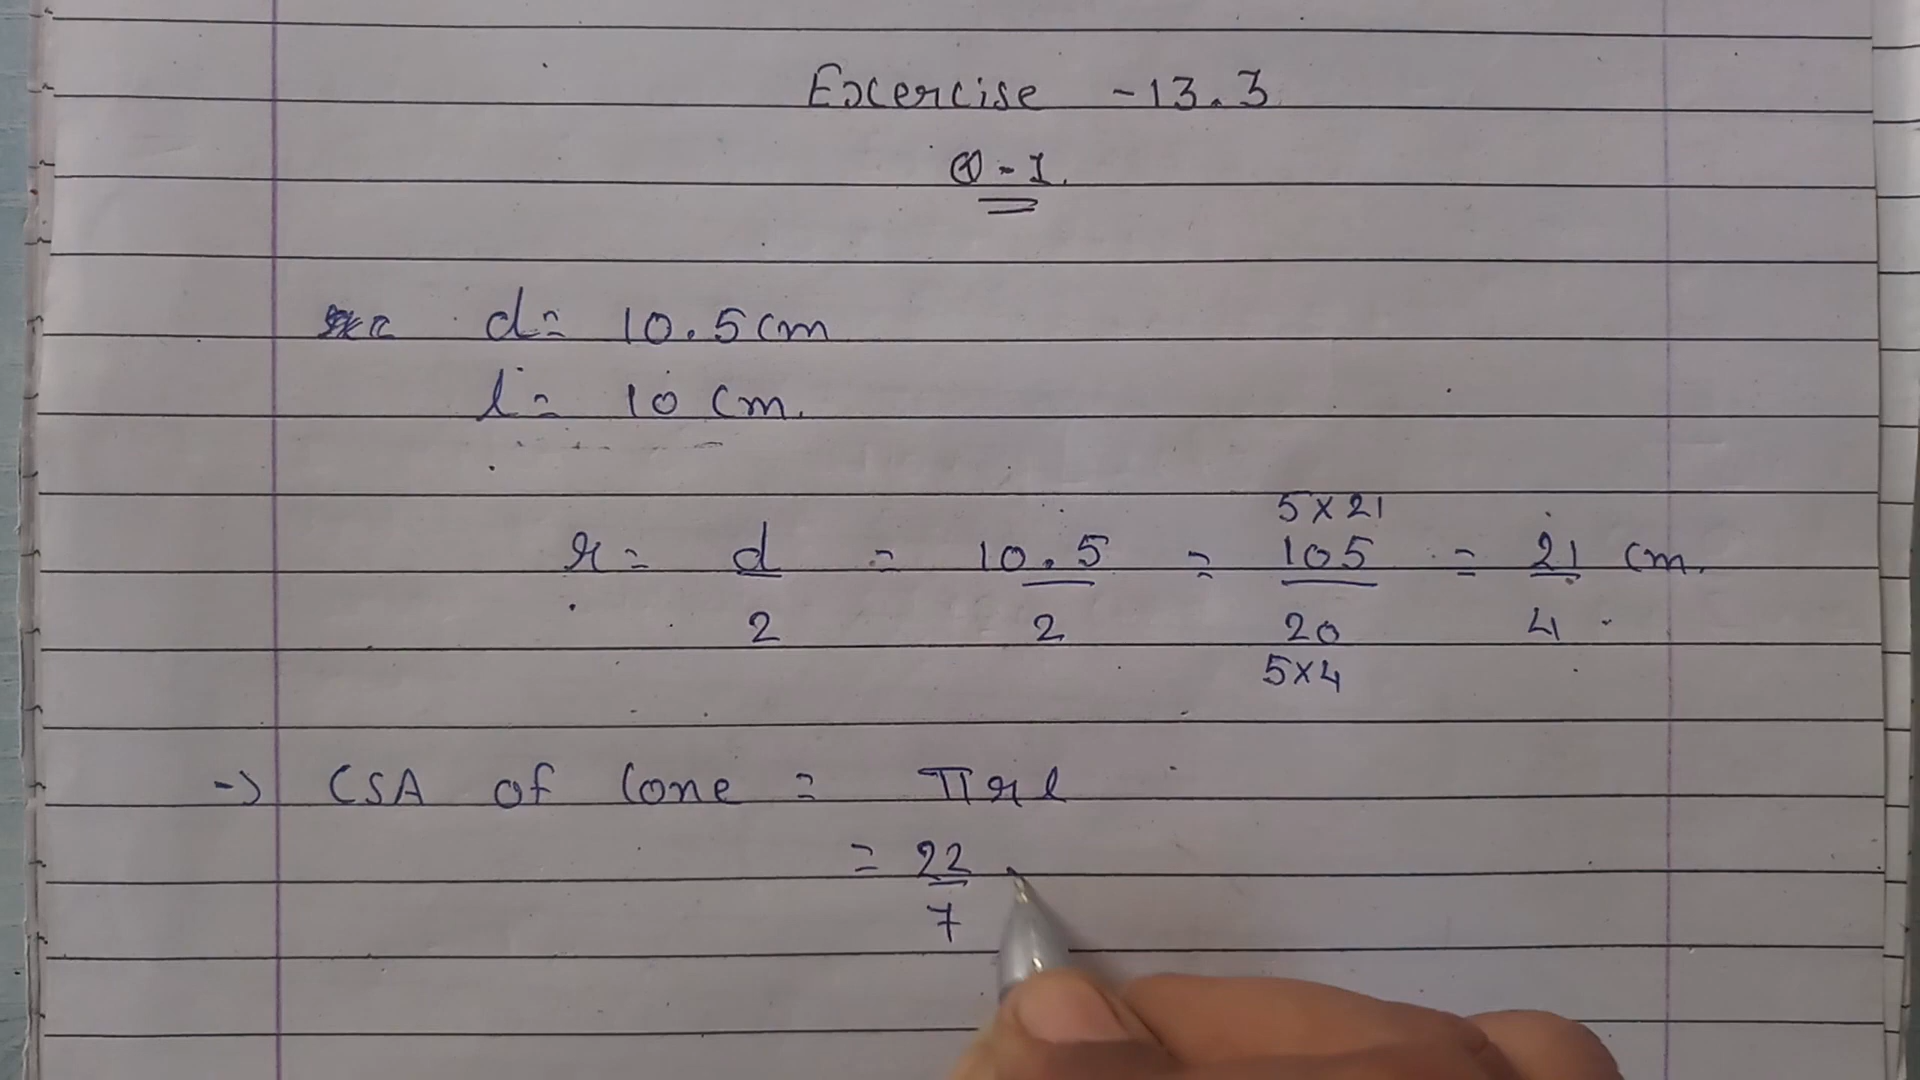 Excercise - 13.3
Q-1.
d = 10.5 cm
l = 10 cm.
5×21
r = d = 10.5 = 105 = 21 cm.
2 2 20 4
5×4
-> CSA of Cone = πrl
= 22
7